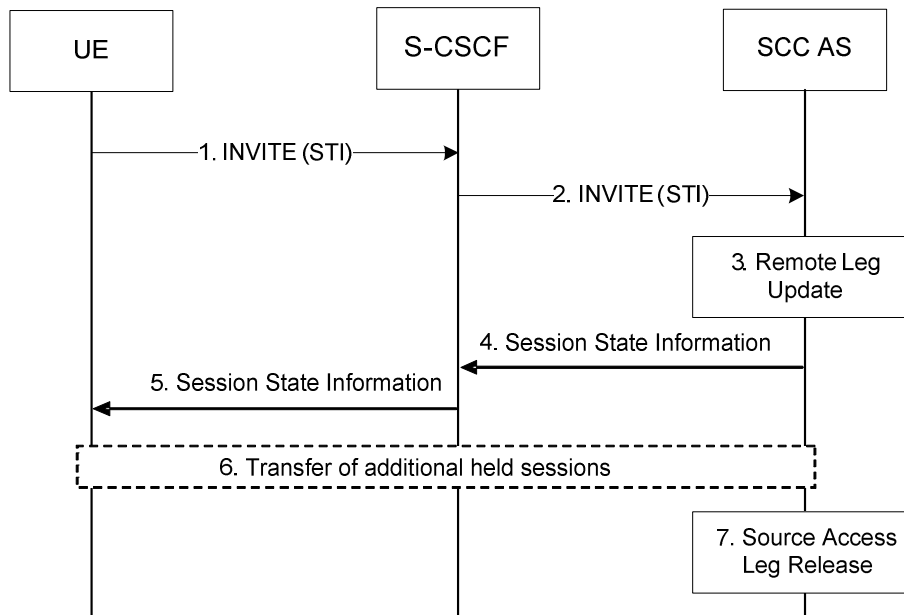 UE
S-CSCF
SCC AS
1. INVITE (STI)
2. INVITE (STI)
3. Remote Leg
Update
4. Session State Information
5. Session State Information
6. Transfer of additional held sessions
7. Source Access
Leg Release